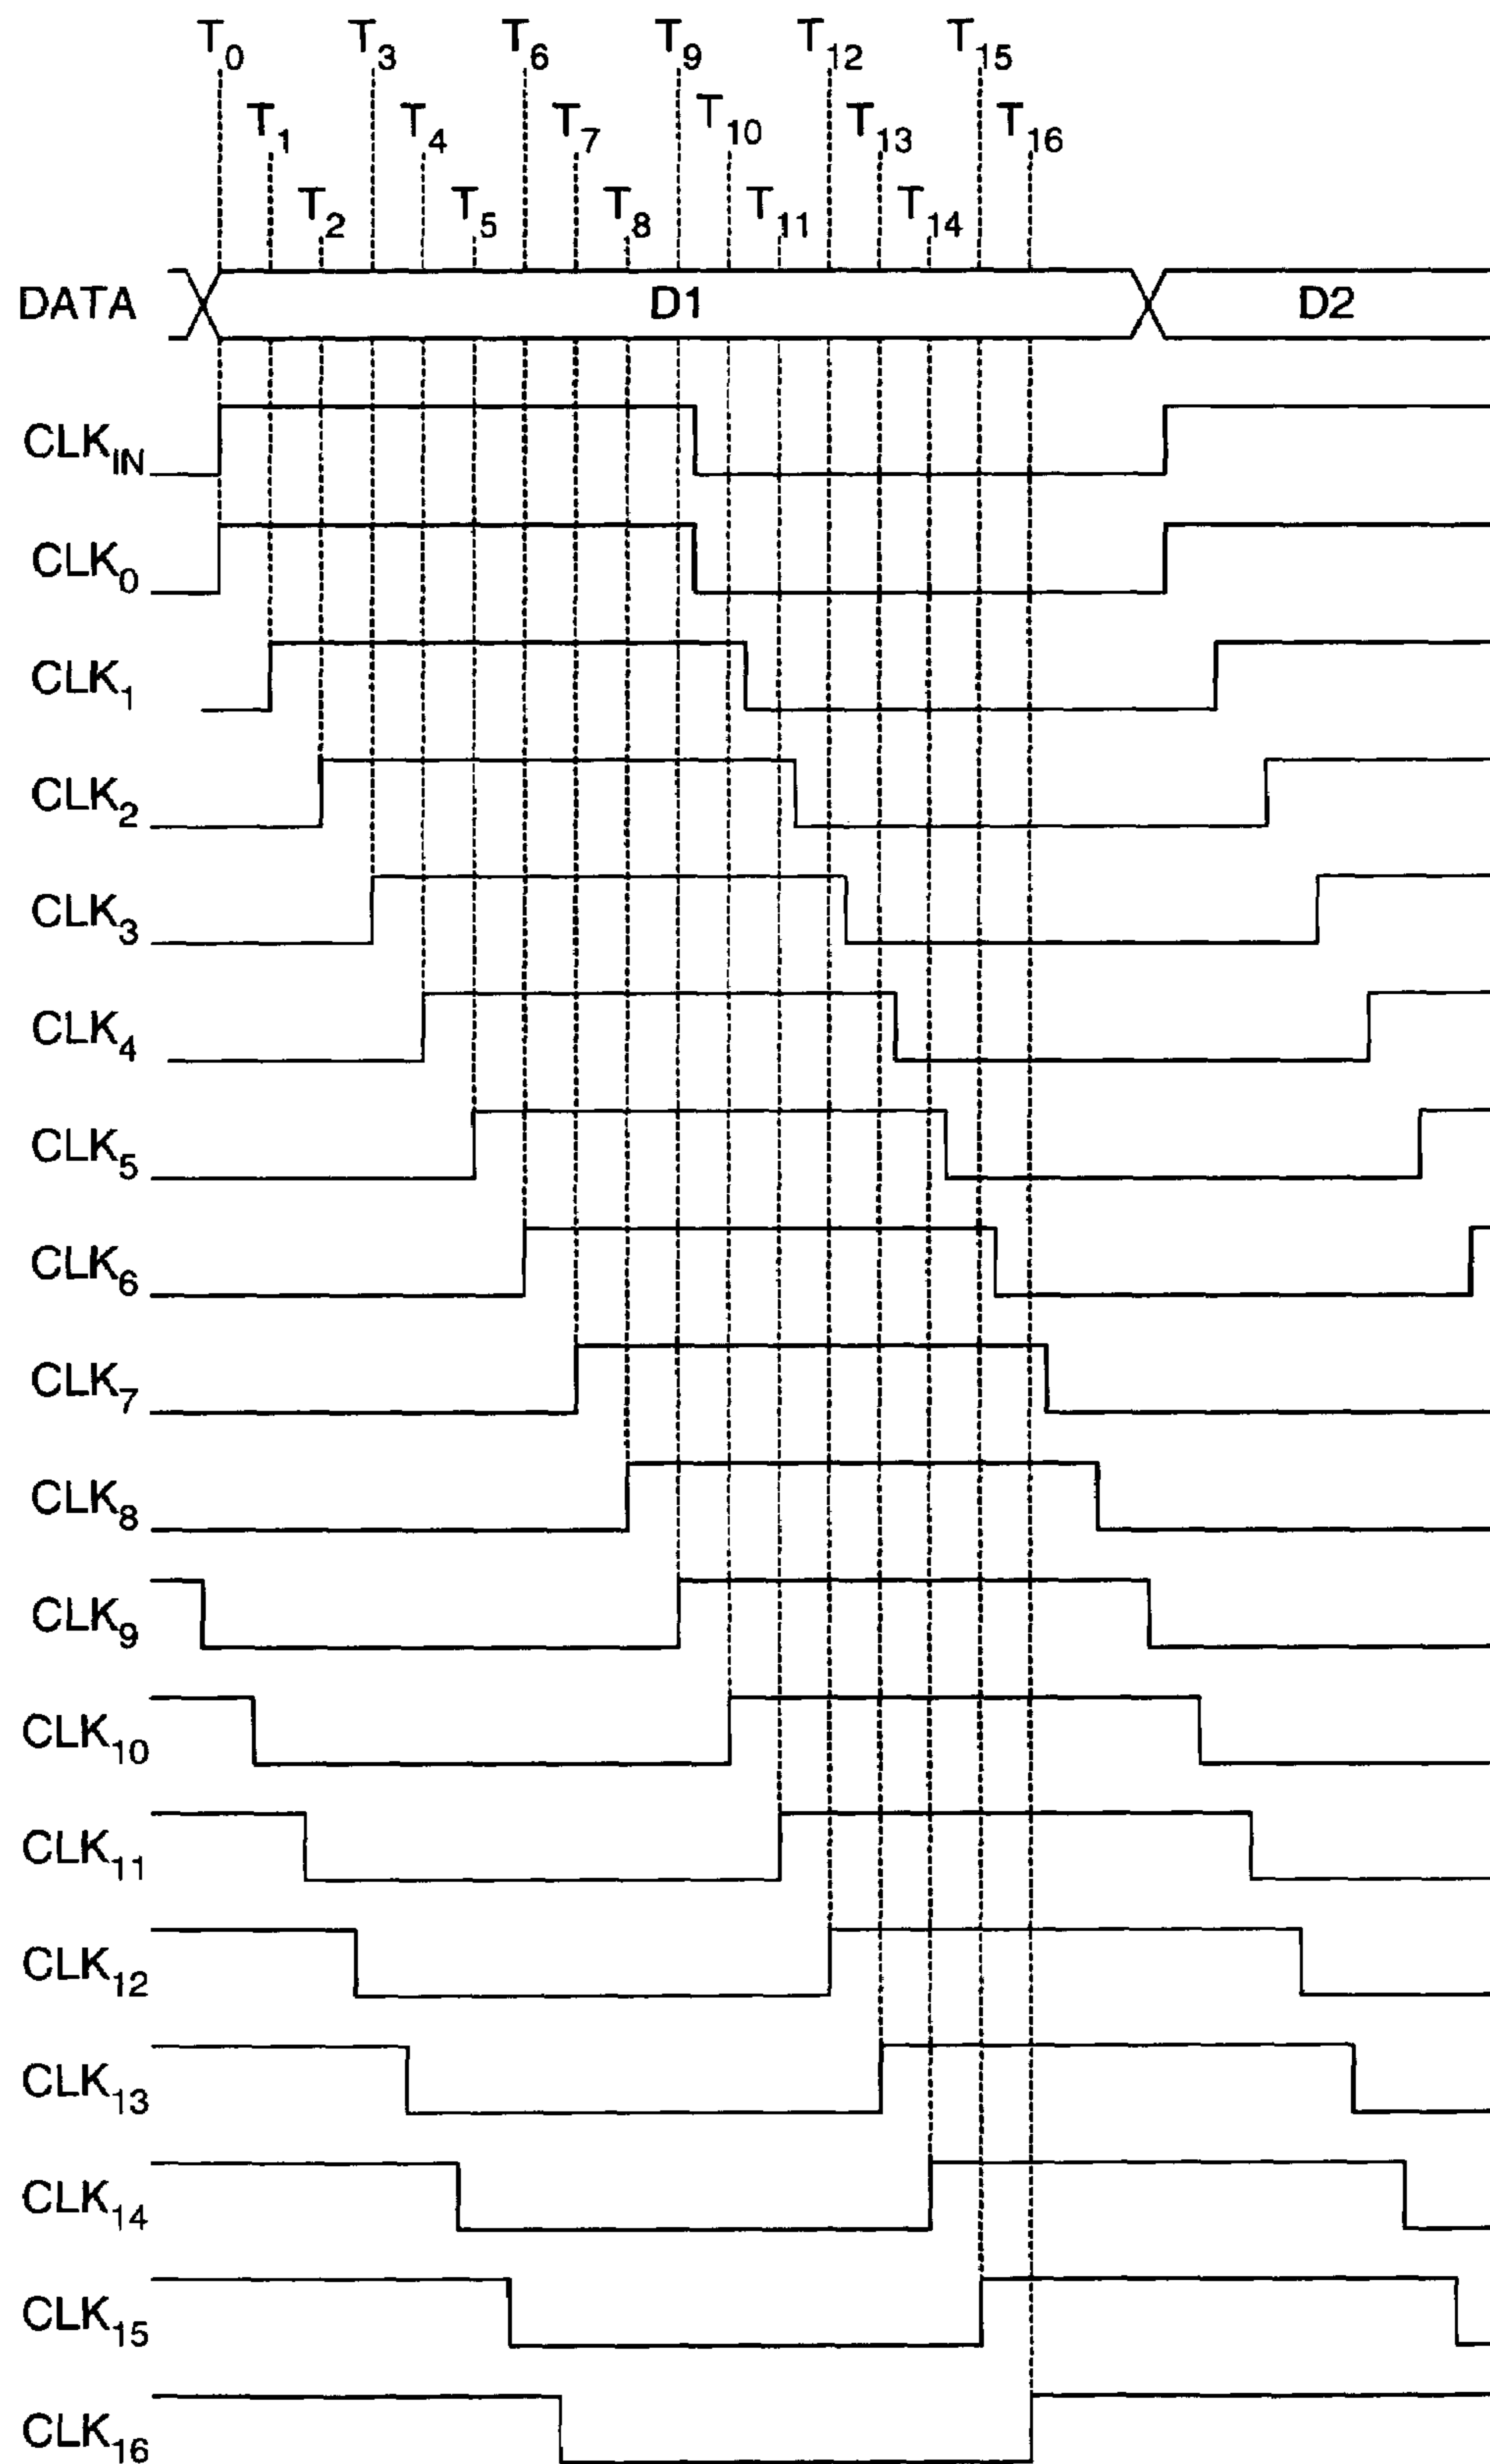 T0 T3 T6 T9 T12 T15
T1 T4 T7 T10 T13 T16
T2 T5 T8 T11 T14
DATA D1 D2
CLKIN
CLK0
CLK1
CLK2
CLK3
CLK4
CLK5
CLK6
CLK7
CLK8
CLK9
CLK10
CLK11
CLK12
CLK13
CLK14
CLK15
CLK16